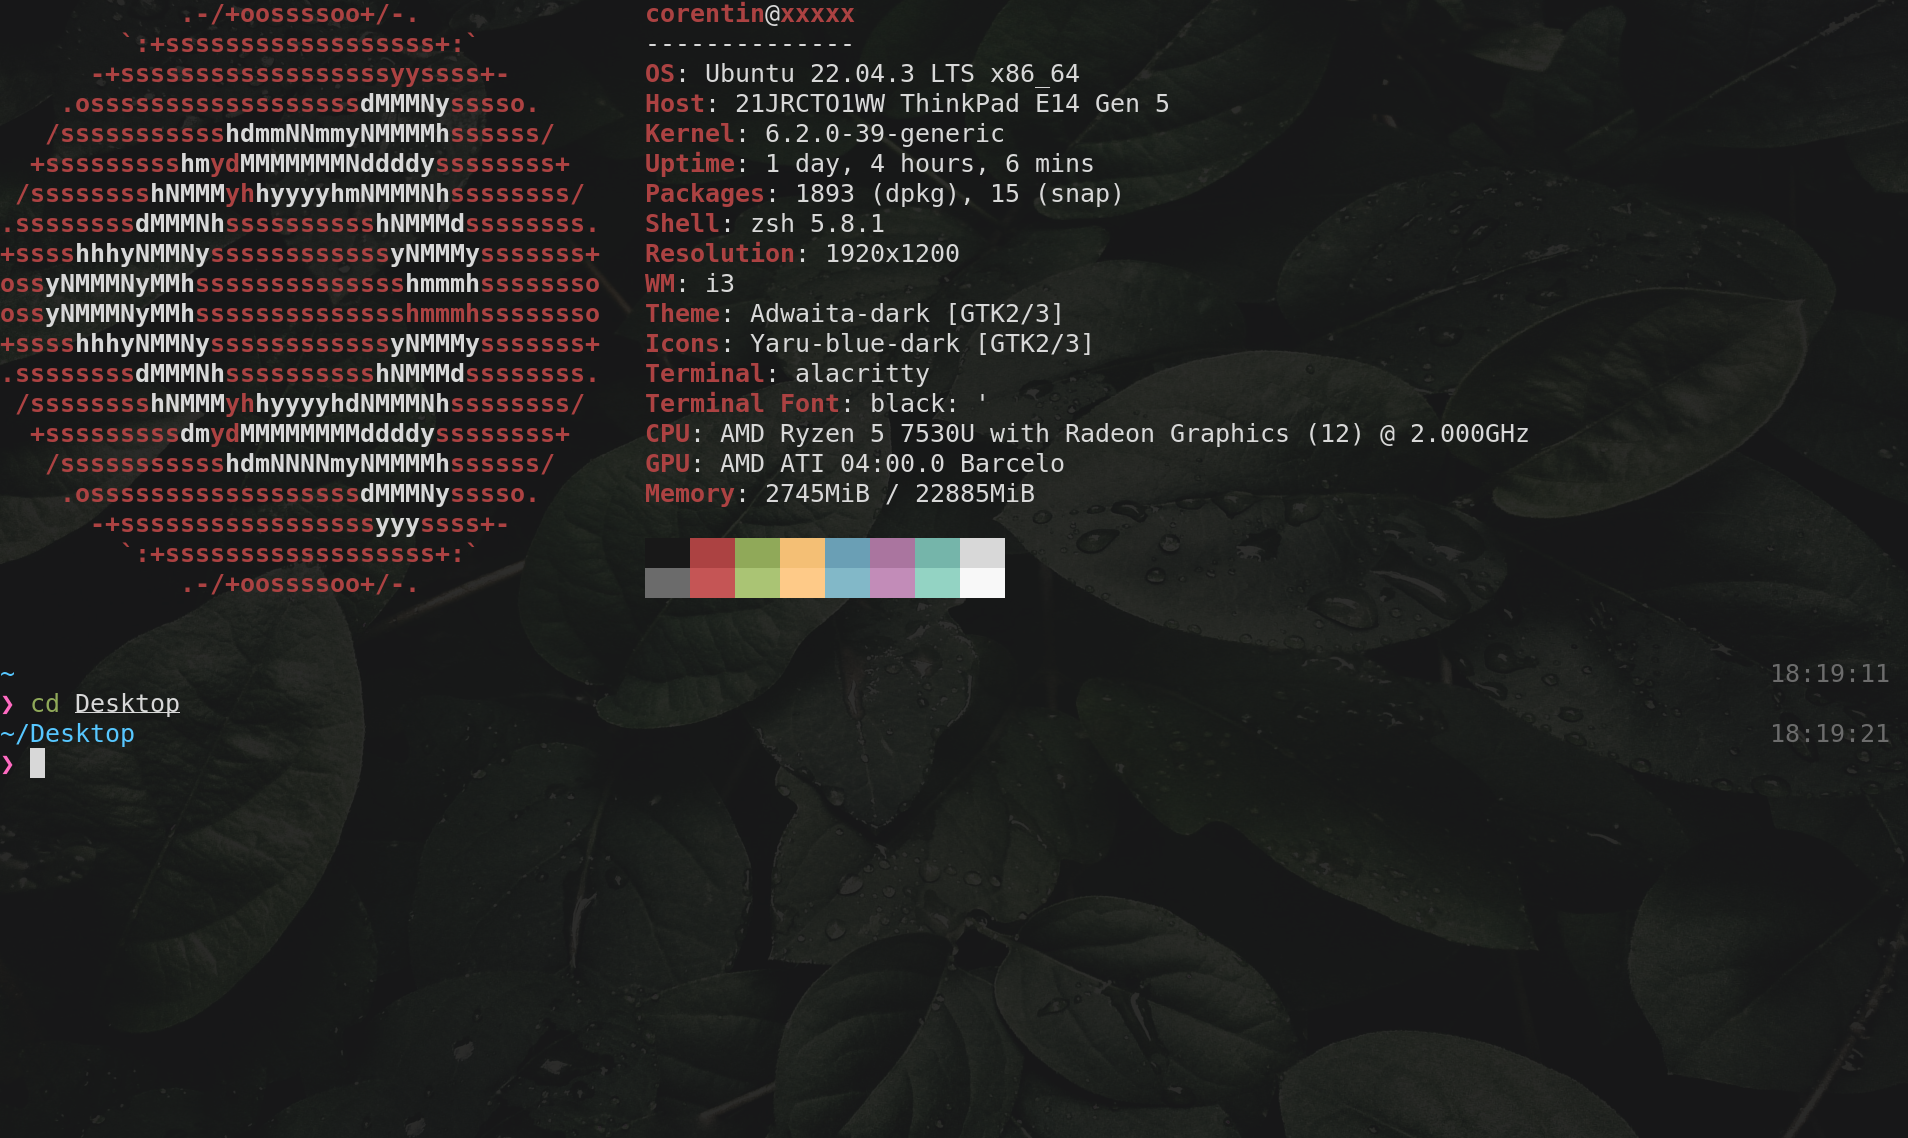 .-/+oossssoo+/-.
`:+ssssssssssssssssss+:`
-+ssssssssssssssssssyyssss+-
.ossssssssssssssssssdMMMNysssso.
/ssssssssssshdmmNNmmyNMMMMhssssss/
+ssssssssshmydMMMMMMMNddddyssssssss+
/sssssssshNMMMyhhyyyyhmNMMMNhssssssss/
.ssssssssdMMMNhsssssssssshNMMMdssssssss.
+sssshhhyNMMNyssssssssssssyNMMMysssssss+
ossyNMMMNyMMhsssssssssssssshmmmhssssssso
ossyNMMMNyMMhsssssssssssssshmmmhssssssso
+sssshhhyNMMNyssssssssssssyNMMMysssssss+
.ssssssssdMMMNhsssssssssshNMMMdssssssss.
/sssssssshNMMMyhhyyyyhdNMMMNhssssssss/
+sssssssssdmydMMMMMMMMddddyssssssss+
/ssssssssssshdmNNNNmyNMMMMhssssss/
.ossssssssssssssssssdMMMNysssso.
-+sssssssssssssssssyyyssss+-
`:+ssssssssssssssssss+:`
.-/+oossssoo+/-.
corentin@xxxxx
--------------
OS: Ubuntu 22.04.3 LTS x86_64
Host: 21JRCTO1WW ThinkPad E14 Gen 5
Kernel: 6.2.0-39-generic
Uptime: 1 day, 4 hours, 6 mins
Packages: 1893 (dpkg), 15 (snap)
Shell: zsh 5.8.1
Resolution: 1920x1200
WM: i3
Theme: Adwaita-dark [GTK2/3]
Icons: Yaru-blue-dark [GTK2/3]
Terminal: alacritty
Terminal Font: black: '
CPU: AMD Ryzen 5 7530U with Radeon Graphics (12) @ 2.000GHz
GPU: AMD ATI 04:00.0 Barcelo
Memory: 2745MiB / 22885MiB
~ 18:19:11
❯ cd Desktop
~/Desktop 18:19:21
❯